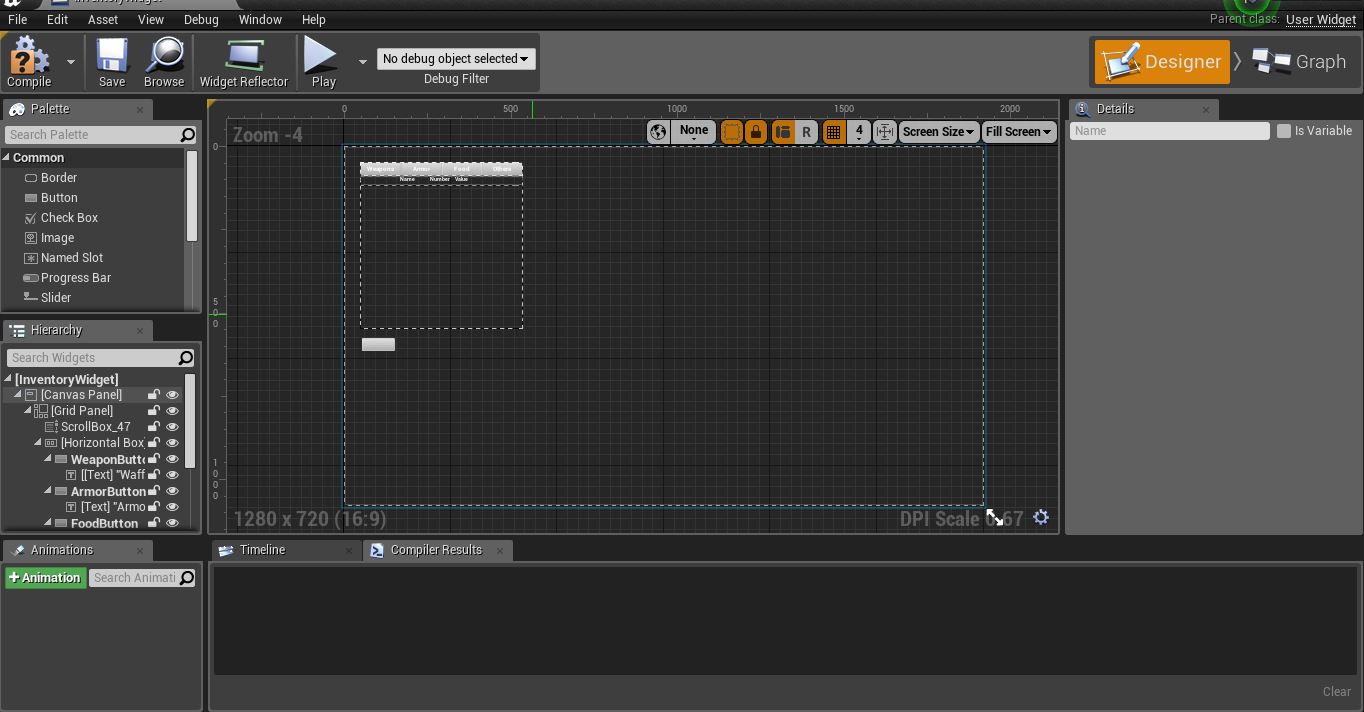 InventoryWidget
File Edit Asset View Debug Window Help
Parent class: User Widget
Compile Save Browse Widget Reflector Play
No debug object selected
Debug Filter
Designer Graph
Palette
Search Palette
Common
Border
Button
Check Box
Image
Named Slot
Progress Bar
Slider
Hierarchy
Search Widgets
[InventoryWidget]
[Canvas Panel]
[Grid Panel]
ScrollBox_47
[Horizontal Box
WeaponButt
[[Text] "Waff
ArmorButton
[Text] "Armo
FoodButton
Animations
+Animation
Search Animati
0 500 1000 1500 2000
Zoom -4
None R 4 Screen Size Fill Screen
0
500
1000
Weapons Armor Food Others
Name Number Value
1280 x 720 (16:9)
DPI Scale 0.67
Details
Name
Is Variable
Timeline
Compiler Results
Clear